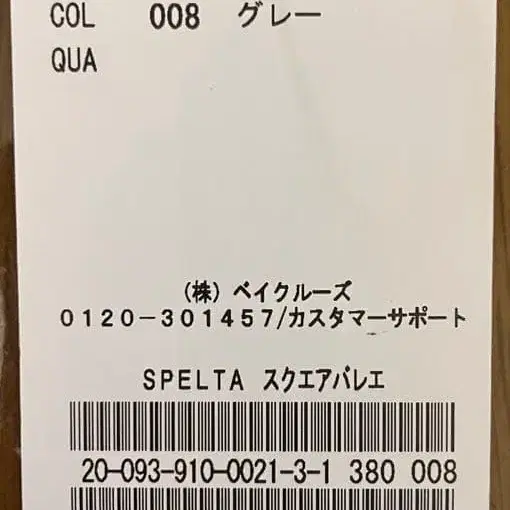 COL 008 グレー
QUA
(株) ベイクルーズ
0120-301457/カスタマーサポート
SPELTA スクエアバレエ
20-093-910-0021-3-1 380 008